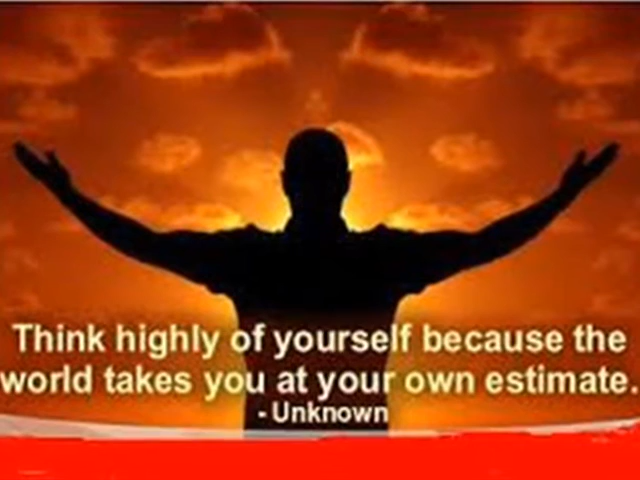 Think highly of yourself because the
world takes you at your own estimate.
- Unknown